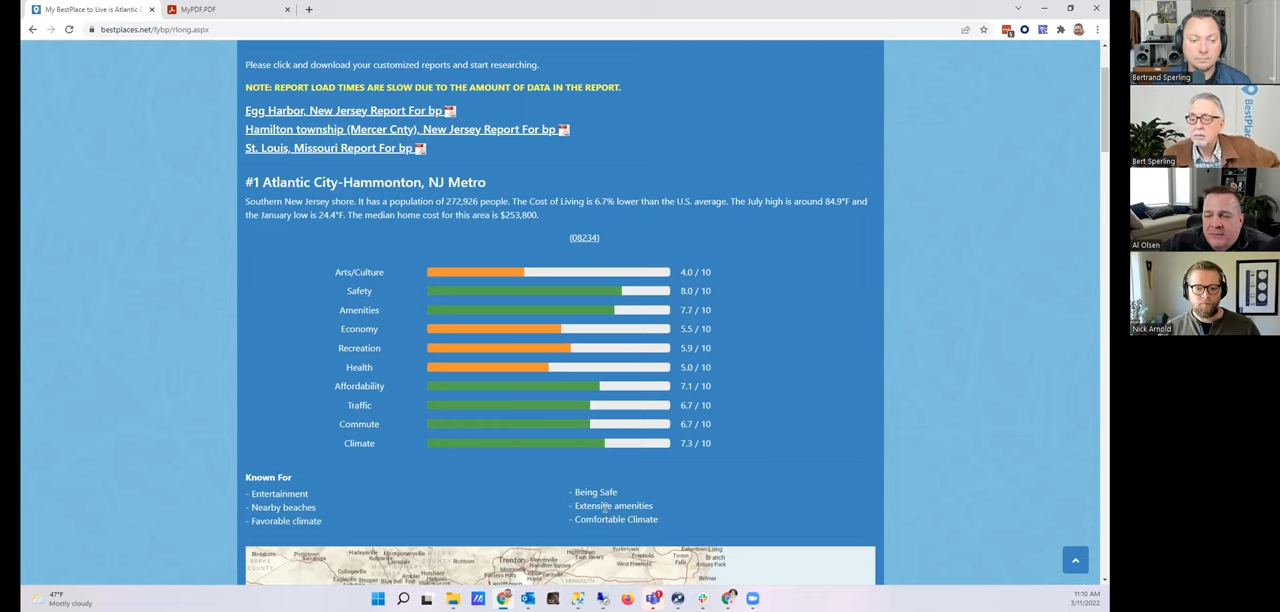 My BestPlace to Live is Atlantic C
MyPDF.PDF
bestplaces.net/fybp/rlong.aspx
Please click and download your customized reports and start researching.
NOTE: REPORT LOAD TIMES ARE SLOW DUE TO THE AMOUNT OF DATA IN THE REPORT.
Egg Harbor, New Jersey Report For bp
Hamilton township (Mercer Cnty), New Jersey Report For bp
St. Louis, Missouri Report For bp
#1 Atlantic City-Hammonton, NJ Metro
Southern New Jersey shore. It has a population of 272,926 people. The Cost of Living is 6.7% lower than the U.S. average. The July high is around 84.9°F and
the January low is 24.4°F. The median home cost for this area is $253,800.
(08234)
Arts/Culture 4.0 / 10
Safety 8.0 / 10
Amenities 7.7 / 10
Economy 5.5 / 10
Recreation 5.9 / 10
Health 5.0 / 10
Affordability 7.1 / 10
Traffic 6.7 / 10
Commute 6.7 / 10
Climate 7.3 / 10
Known For
- Entertainment
- Nearby beaches
- Favorable climate
- Being Safe
- Extensive amenities
- Comfortable Climate
Trenton
47°F
Mostly cloudy
11:10 AM
3/11/2022
Bertrand Sperling
BestPlac
Bert Sperling
Al Olsen
Nick Arnold